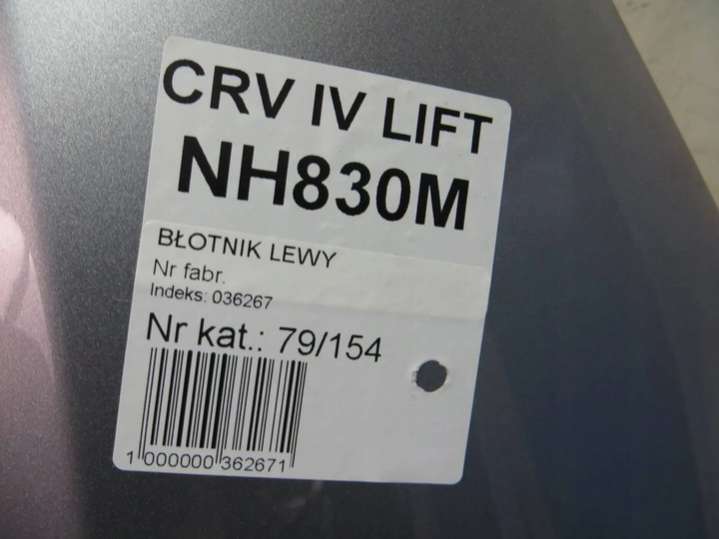 CRV IV LIFT
NH830M
BŁOTNIK LEWY
Nr fabr.
Indeks: 036267
Nr kat.: 79/154
1 000000 362671